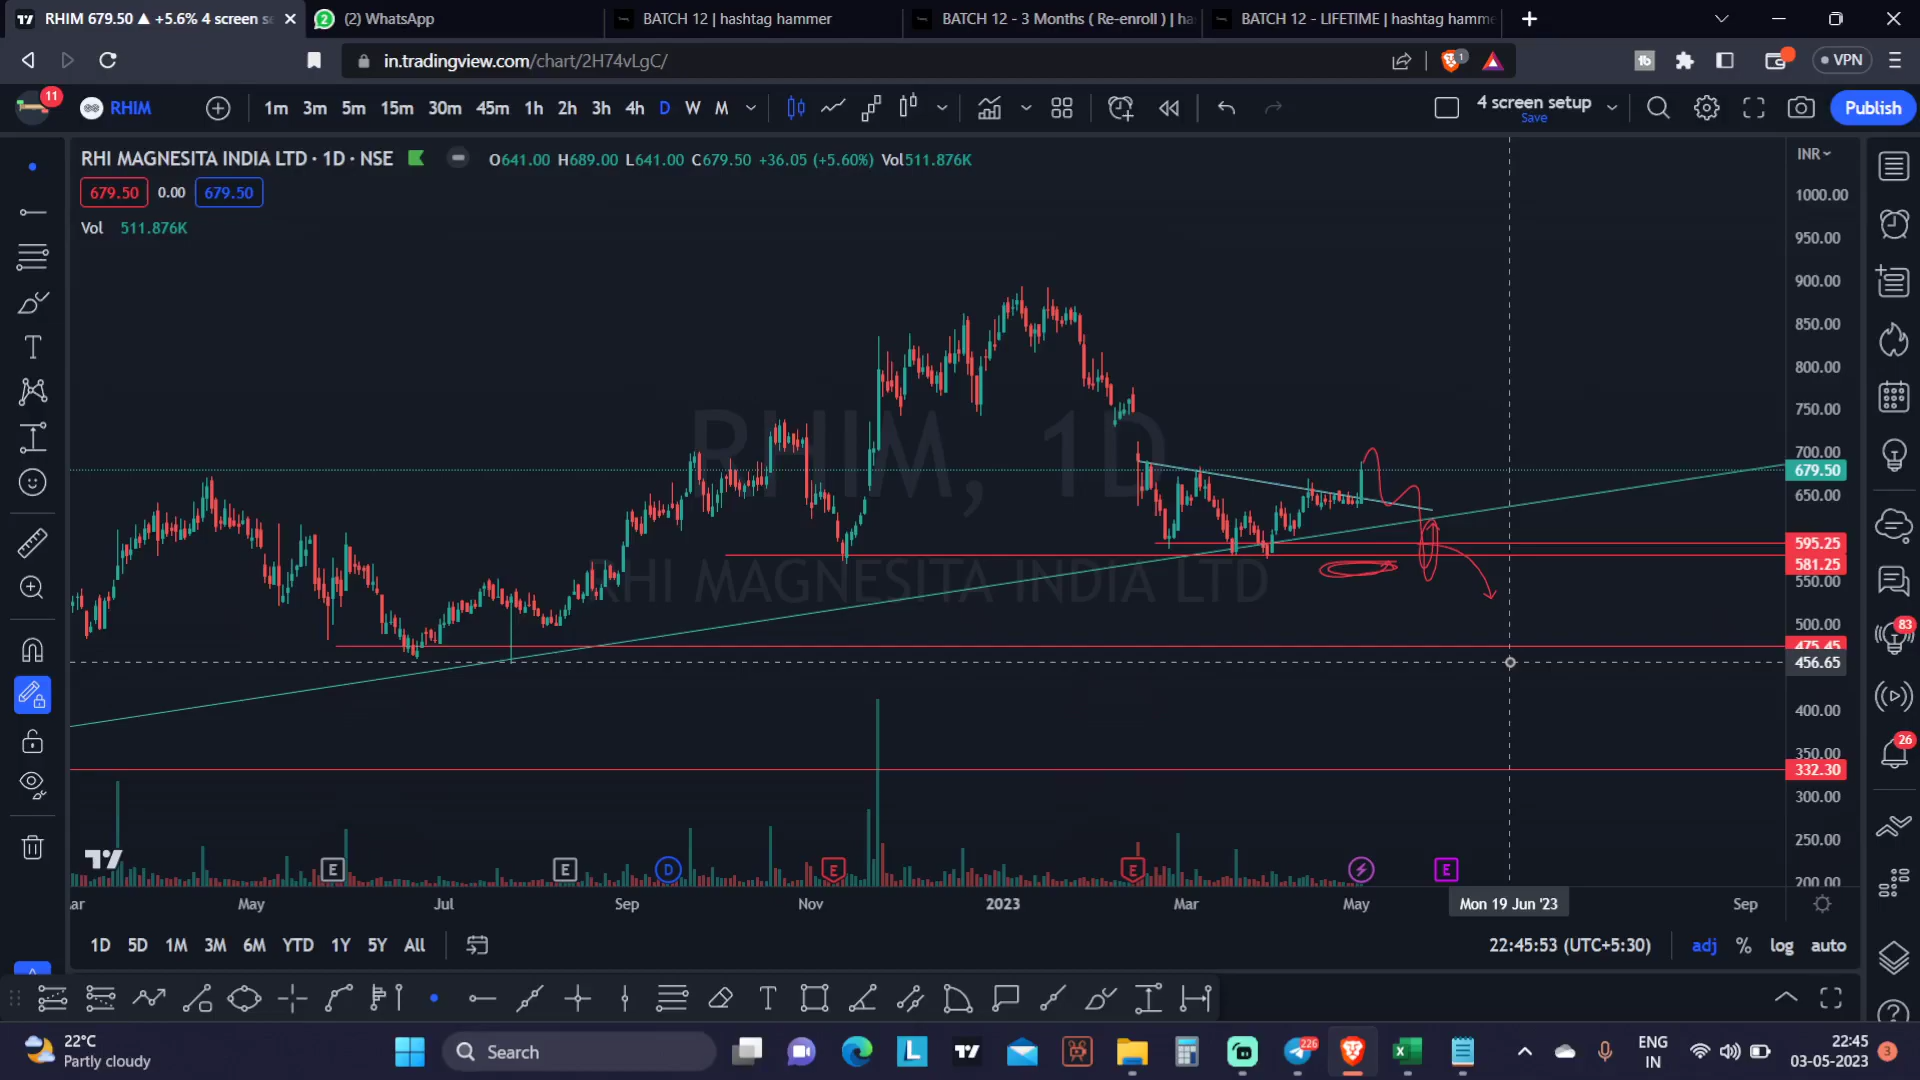 RHIM 679.50 ▲ +5.6% 4 screen se
(2) WhatsApp
BATCH 12 | hashtag hammer
BATCH 12 - 3 Months ( Re-enroll ) | ha
BATCH 12 - LIFETIME | hashtag hamme
in.tradingview.com/chart/2H74vLgC/
1
VPN
11
RHIM
1m 3m 5m 15m 30m 45m 1h 2h 3h 4h D W M
4 screen setup
Save
Publish
RHI MAGNESITA INDIA LTD · 1D · NSE
O641.00 H689.00 L641.00 C679.50 +36.05 (+5.60%) Vol511.876K
INR
679.50 0.00 679.50
Vol 511.876K
1000.00
950.00
900.00
850.00
800.00
750.00
700.00
679.50
650.00
595.25
581.25
550.00
500.00
475.45
456.65
400.00
350.00
332.30
300.00
250.00
200.00
RHIM, 1D
RHI MAGNESITA INDIA LTD
83
26
E E D E E E
ar May Jul Sep Nov 2023 Mar May Mon 19 Jun '23 Sep
1D 5D 1M 3M 6M YTD 1Y 5Y All
22:45:53 (UTC+5:30) adj % log auto
22°C
Partly cloudy
Search
226
ENG
IN
22:45
03-05-2023
3